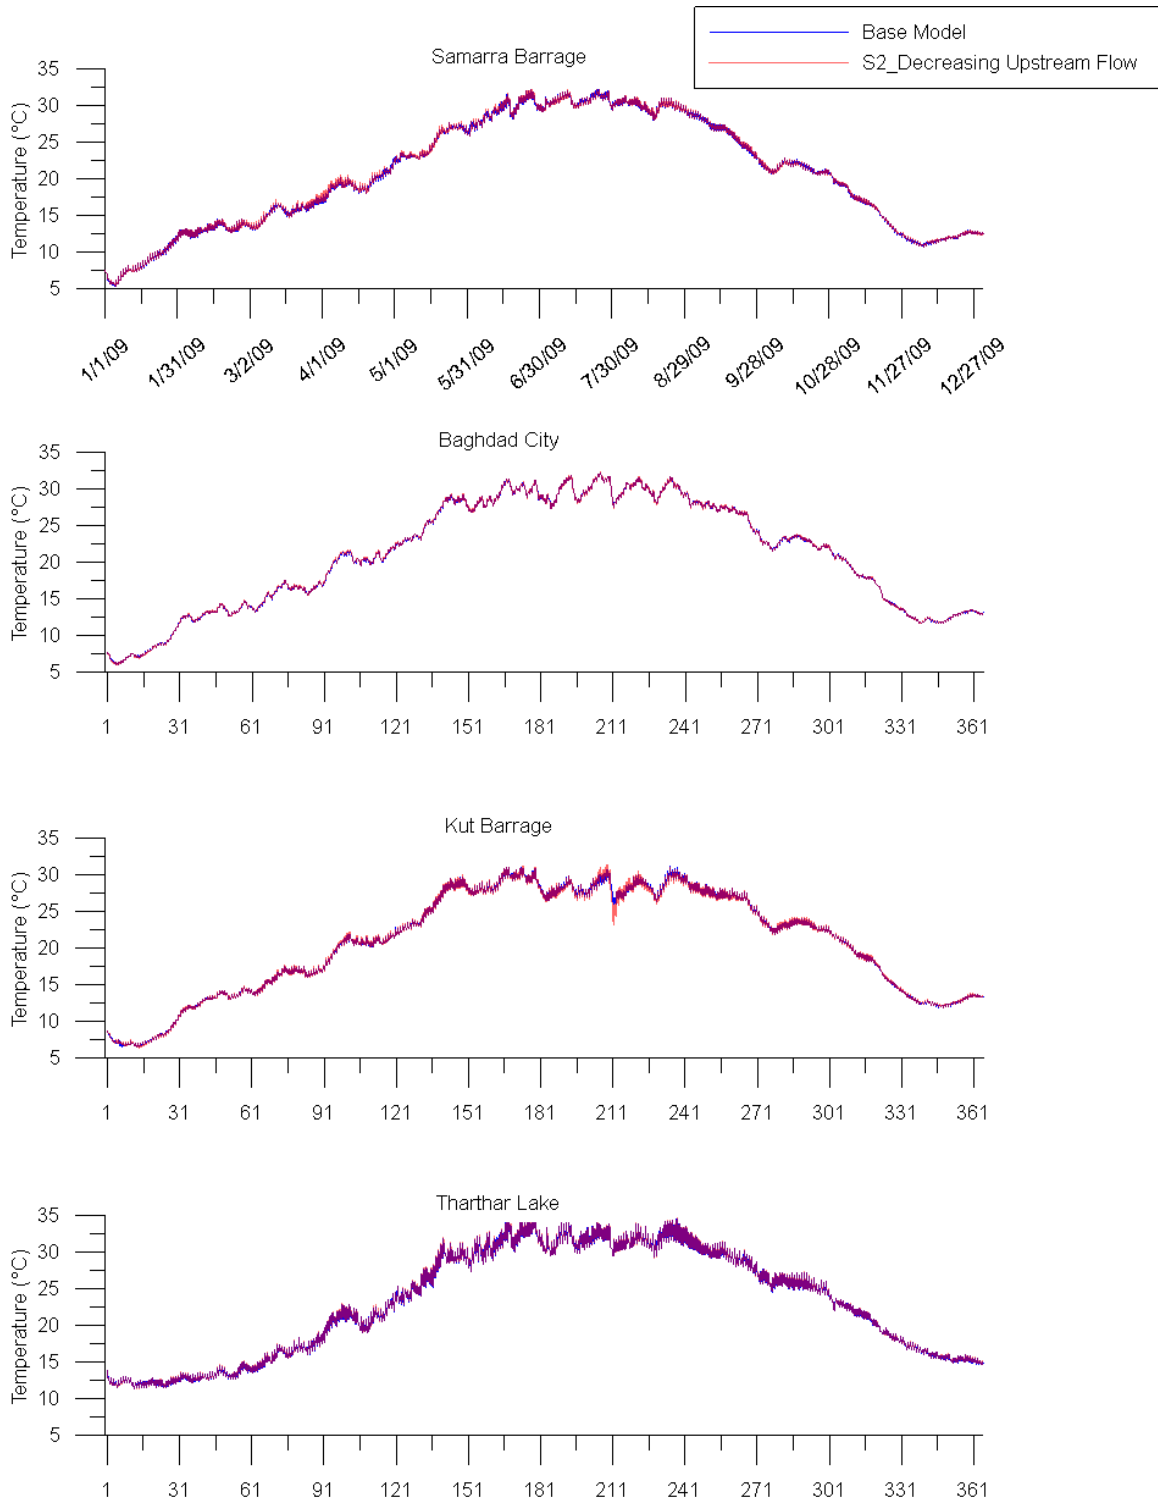 Base Model
S2_Decreasing Upstream Flow
Samarra Barrage
Temperature (°C)
35
30
25
20
15
10
5
1/1/09 1/31/09 3/2/09 4/1/09 5/1/09 5/31/09 6/30/09 7/30/09 8/29/09 9/28/09 10/28/09 11/27/09 12/27/09
Baghdad City
Temperature (°C)
35
30
25
20
15
10
5
1 31 61 91 121 151 181 211 241 271 301 331 361
Kut Barrage
Temperature (°C)
35
30
25
20
15
10
5
1 31 61 91 121 151 181 211 241 271 301 331 361
Tharthar Lake
Temperature (°C)
35
30
25
20
15
10
5
1 31 61 91 121 151 181 211 241 271 301 331 361